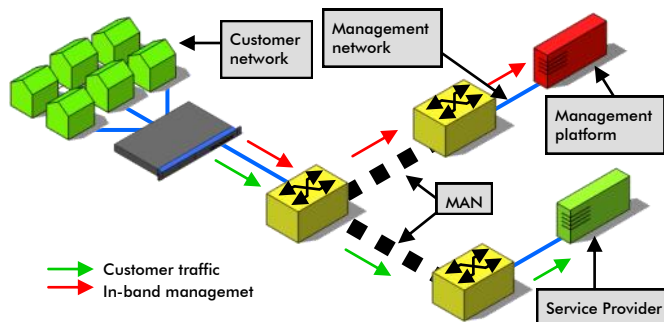 Customer
network
Management
network
Management
platform
MAN
Customer traffic
In-band managemet
Service Provider